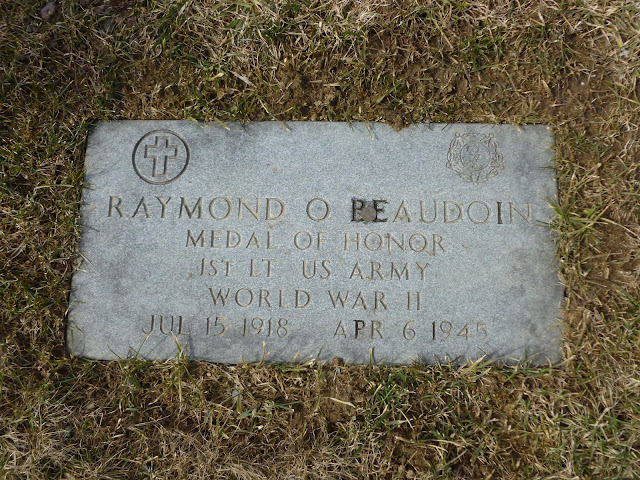 RAYMOND O BEAUDOIN
MEDAL OF HONOR
1ST LT US ARMY
WORLD WAR II
JUL 15 1918 APR 6 1945